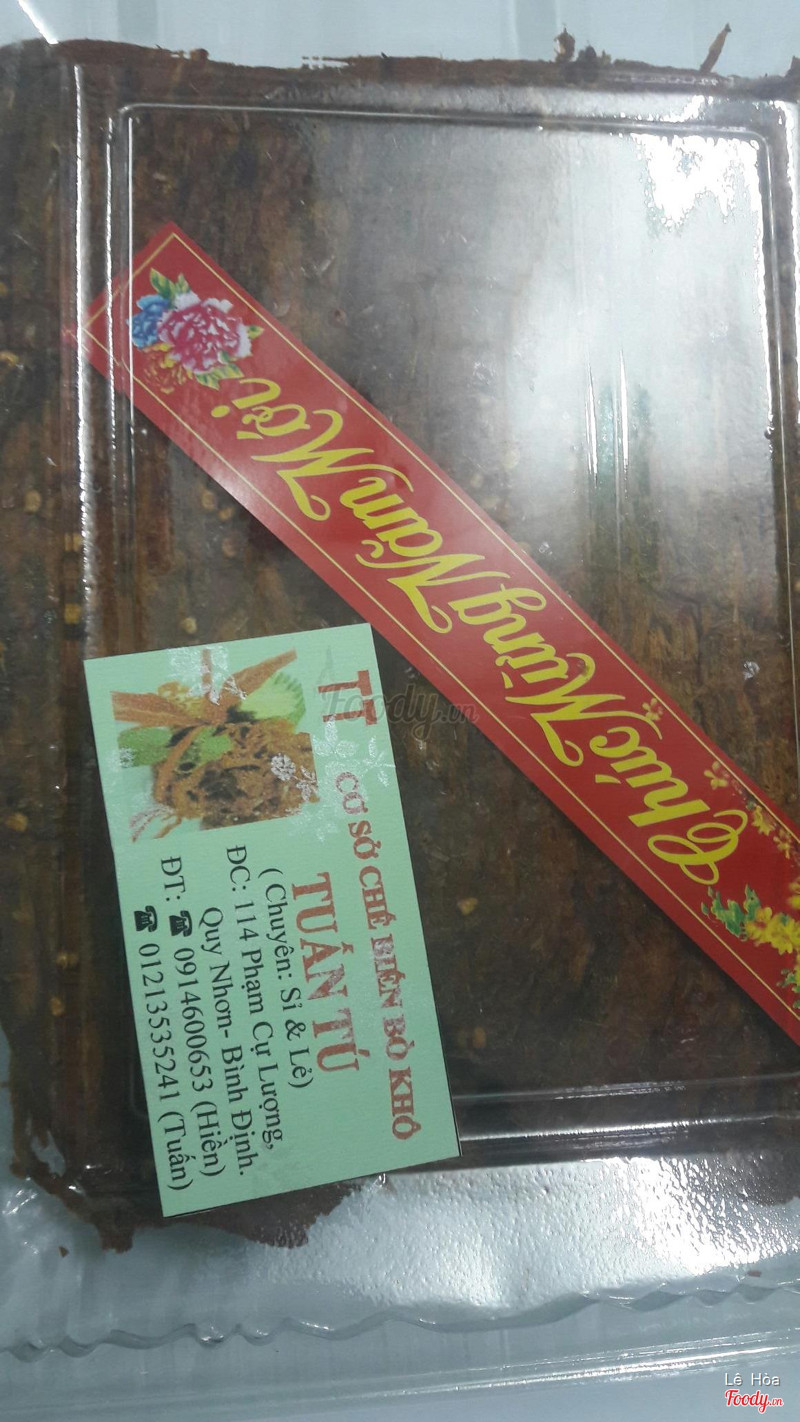 Chúc Mừng Năm Mới
TT
CƠ SỞ CHẾ BIẾN BÒ KHÔ
TUẤN TÚ
( Chuyên: Sỉ & Lẻ)
ĐC: 114 Phạm Cự Lượng,
Quy Nhơn- Bình Định.
ĐT: ☎ 0914600653 (Hiền)
☎ 01213535241 (Tuấn)
Foody.vn
Lê Hòa
Foody.vn